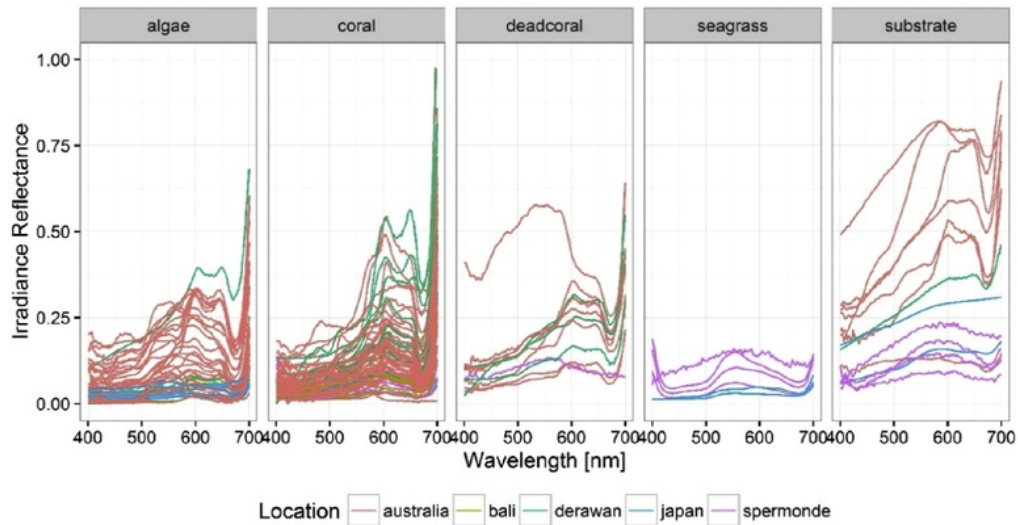 algae coral deadcoral seagrass substrate
1.00
0.75
0.50
0.25
0.00
Irradiance Reflectance
400 500 600 700 400 500 600 700 400 500 600 700 400 500 600 700 400 500 600 700
Wavelength [nm]
Location australia bali derawan japan spermonde